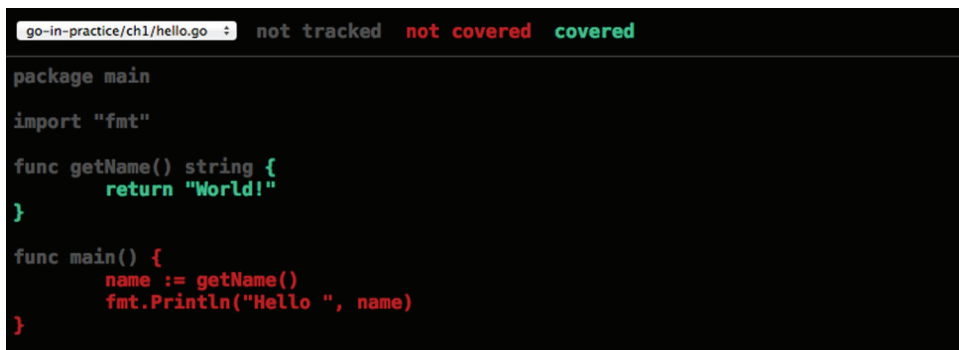 go-in-practice/ch1/hello.go not tracked not covered covered
package main
import "fmt"
func getName() string {
return "World!"
}
func main() {
name := getName()
fmt.Println("Hello ", name)
}